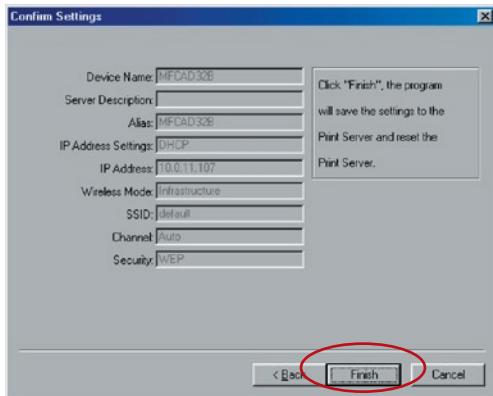 Confirm Settings
Device Name: MFCAD32B
Server Description:
Alias: MFCAD32B
IP Address Settings: DHCP
IP Address: 10.0.11.107
Wireless Mode: Infrastructure
SSID: default
Channel: Auto
Security: WEP
Click "Finish", the program
will save the settings to the
Print Server and reset the
Print Server.
< Back
Finish
Cancel